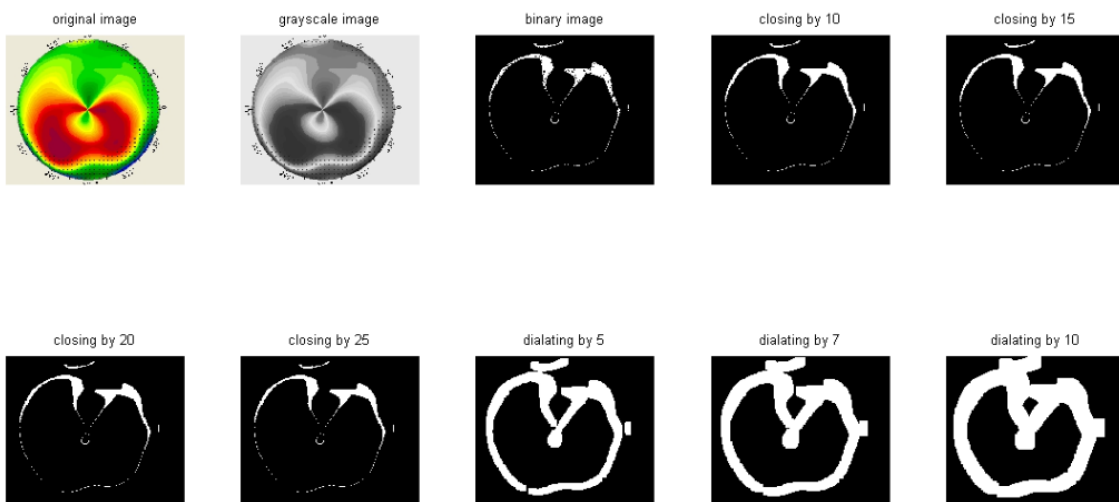 original image
grayscale image
binary image
closing by 10
closing by 15
closing by 20
closing by 25
dialating by 5
dialating by 7
dialating by 10